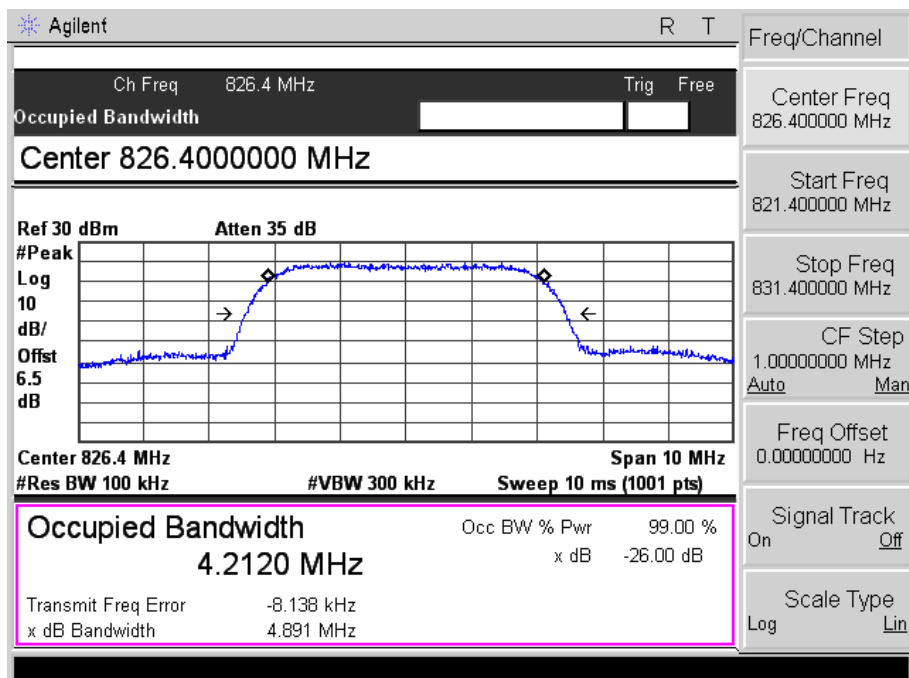 Agilent R T
Ch Freq 826.4 MHz Trig Free
Occupied Bandwidth
Center 826.4000000 MHz
Ref 30 dBm Atten 35 dB
#Peak
Log
10
dB/
Offst
6.5
dB
Center 826.4 MHz Span 10 MHz
#Res BW 100 kHz #VBW 300 kHz Sweep 10 ms (1001 pts)
Occupied Bandwidth Occ BW % Pwr 99.00 %
4.2120 MHz x dB -26.00 dB
Transmit Freq Error -8.138 kHz
x dB Bandwidth 4.891 MHz
Freq/Channel
Center Freq
826.400000 MHz
Start Freq
821.400000 MHz
Stop Freq
831.400000 MHz
CF Step
1.00000000 MHz
Auto Man
Freq Offset
0.00000000 Hz
Signal Track
On Off
Scale Type
Log Lin